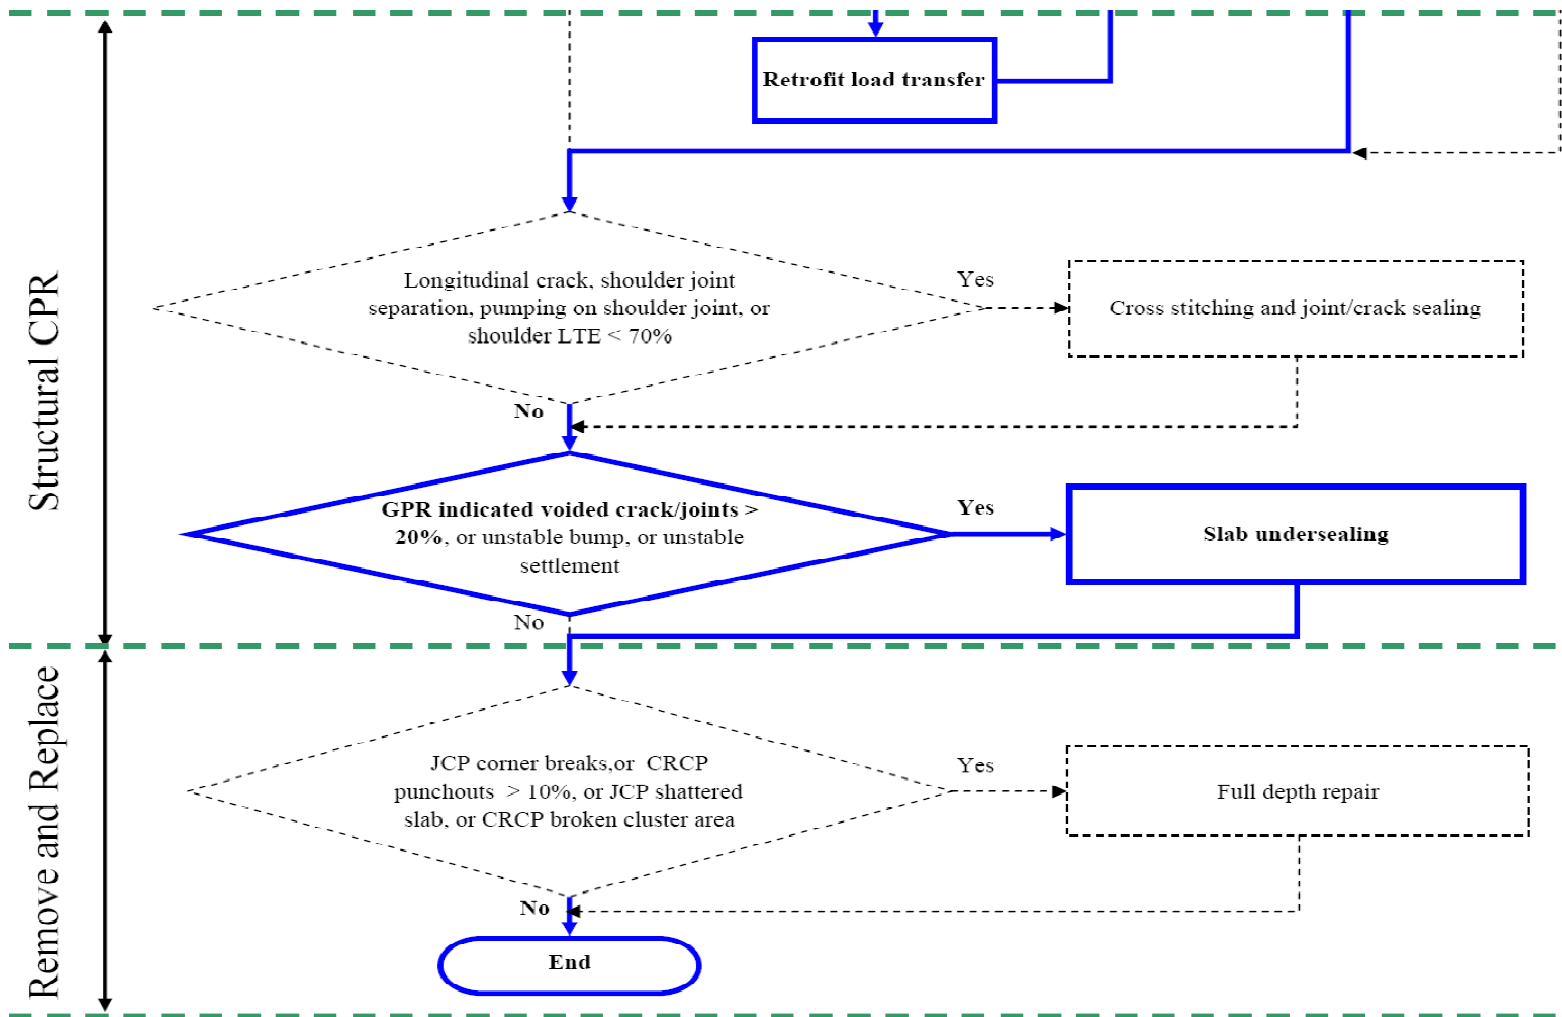 Structural CPR
Retrofit load transfer
Longitudinal crack, shoulder joint
separation, pumping on shoulder joint, or
shoulder LTE < 70%
Yes
Cross stitching and joint/crack sealing
No
GPR indicated voided crack/joints >
20%, or unstable bump, or unstable
settlement
Yes
Slab undersealing
No
Remove and Replace
JCP corner breaks,or CRCP
punchouts > 10%, or JCP shattered
slab, or CRCP broken cluster area
Yes
Full depth repair
No
End